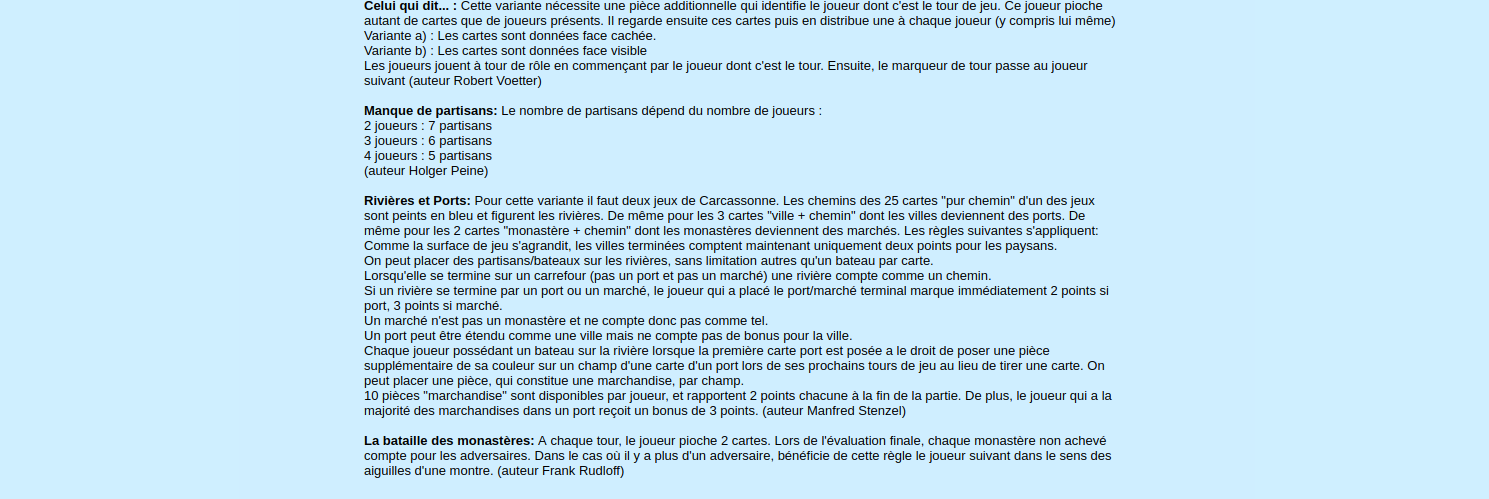 Celui qui dit... : Cette variante nécessite une pièce additionnelle qui identifie le joueur dont c'est le tour de jeu. Ce joueur pioche
autant de cartes que de joueurs présents. Il regarde ensuite ces cartes puis en distribue une à chaque joueur (y compris lui même)
Variante a) : Les cartes sont données face cachée.
Variante b) : Les cartes sont données face visible
Les joueurs jouent à tour de rôle en commençant par le joueur dont c'est le tour. Ensuite, le marqueur de tour passe au joueur
suivant (auteur Robert Voetter)
Manque de partisans: Le nombre de partisans dépend du nombre de joueurs :
2 joueurs : 7 partisans
3 joueurs : 6 partisans
4 joueurs : 5 partisans
(auteur Holger Peine)
Rivières et Ports: Pour cette variante il faut deux jeux de Carcassonne. Les chemins des 25 cartes "pur chemin" d'un des jeux
sont peints en bleu et figurent les rivières. De même pour les 3 cartes "ville + chemin" dont les villes deviennent des ports. De
même pour les 2 cartes "monastère + chemin" dont les monastères deviennent des marchés. Les règles suivantes s'appliquent:
Comme la surface de jeu s'agrandit, les villes terminées comptent maintenant uniquement deux points pour les paysans.
On peut placer des partisans/bateaux sur les rivières, sans limitation autres qu'un bateau par carte.
Lorsqu'elle se termine sur un carrefour (pas un port et pas un marché) une rivière compte comme un chemin.
Si un rivière se termine par un port ou un marché, le joueur qui a placé le port/marché terminal marque immédiatement 2 points si
port, 3 points si marché.
Un marché n'est pas un monastère et ne compte donc pas comme tel.
Un port peut être étendu comme une ville mais ne compte pas de bonus pour la ville.
Chaque joueur possédant un bateau sur la rivière lorsque la première carte port est posée a le droit de poser une pièce
supplémentaire de sa couleur sur un champ d'une carte d'un port lors de ses prochains tours de jeu au lieu de tirer une carte. On
peut placer une pièce, qui constitue une marchandise, par champ.
10 pièces "marchandise" sont disponibles par joueur, et rapportent 2 points chacune à la fin de la partie. De plus, le joueur qui a la
majorité des marchandises dans un port reçoit un bonus de 3 points. (auteur Manfred Stenzel)
La bataille des monastères: A chaque tour, le joueur pioche 2 cartes. Lors de l'évaluation finale, chaque monastère non achevé
compte pour les adversaires. Dans le cas où il y a plus d'un adversaire, bénéficie de cette règle le joueur suivant dans le sens des
aiguilles d'une montre. (auteur Frank Rudloff)